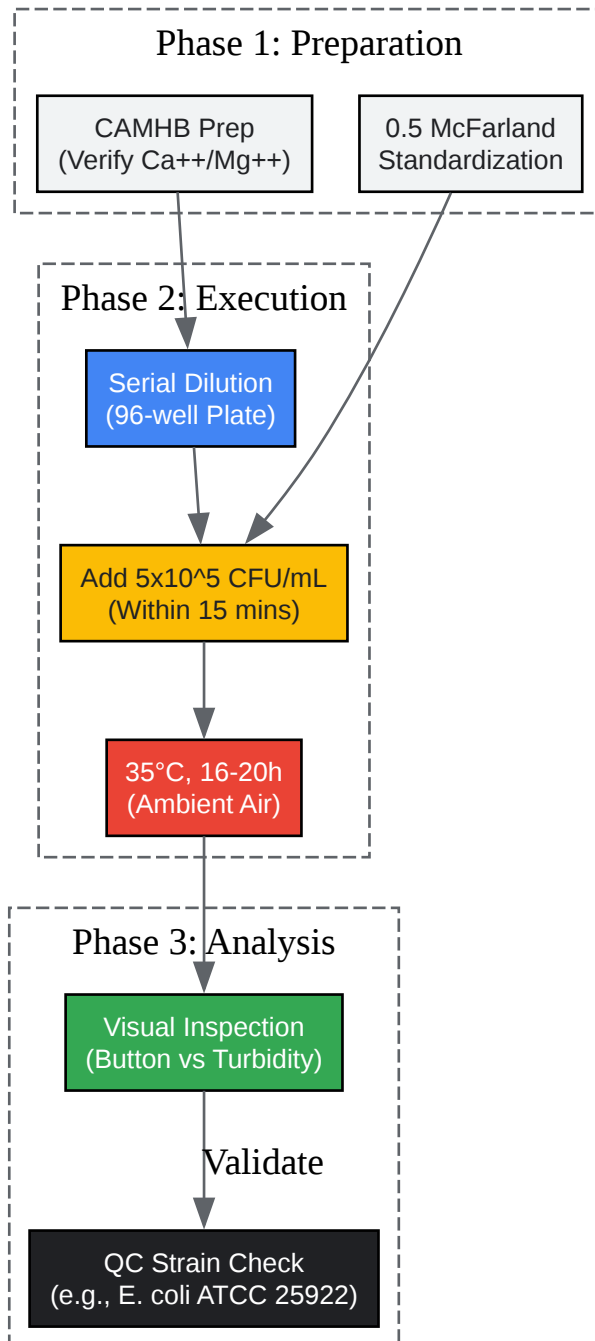 Phase 1: Preparation
CAMHB Prep
(Verify Ca++/Mg++)
0.5 McFarland
Standardization
Phase 2: Execution
Serial Dilution
(96-well Plate)
Add 5x10^5 CFU/mL
(Within 15 mins)
35°C, 16-20h
(Ambient Air)
Phase 3: Analysis
Visual Inspection
(Button vs Turbidity)
Validate
QC Strain Check
(e.g., E. coli ATCC 25922)